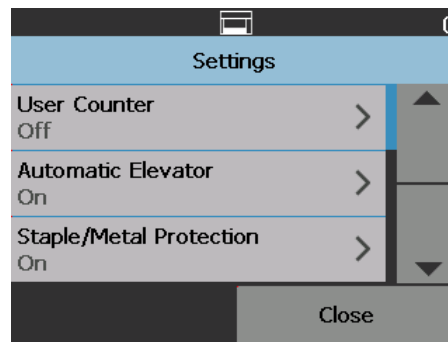 Settings
User Counter
Off
Automatic Elevator
On
Staple/Metal Protection
On
Close